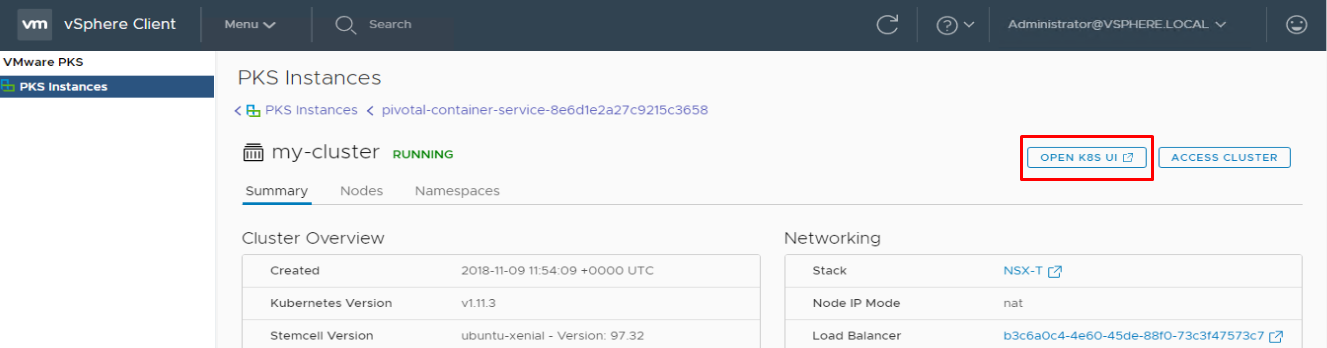 vm vSphere Client Menu Search Administrator@VSPHERE.LOCAL
VMware PKS
PKS Instances
PKS Instances
PKS Instances pivotal-container-service-8e6d1e2a27c9215c3658
my-cluster RUNNING
OPEN K8S UI ACCESS CLUSTER
Summary Nodes Namespaces
Cluster Overview
Created 2018-11-09 11:54:09 +0000 UTC
Kubernetes Version v1.11.3
Stemcell Version ubuntu-xenial - Version: 97.32
Networking
Stack NSX-T
Node IP Mode nat
Load Balancer b3c6a0c4-4e60-45de-88f0-73c3f47573c7